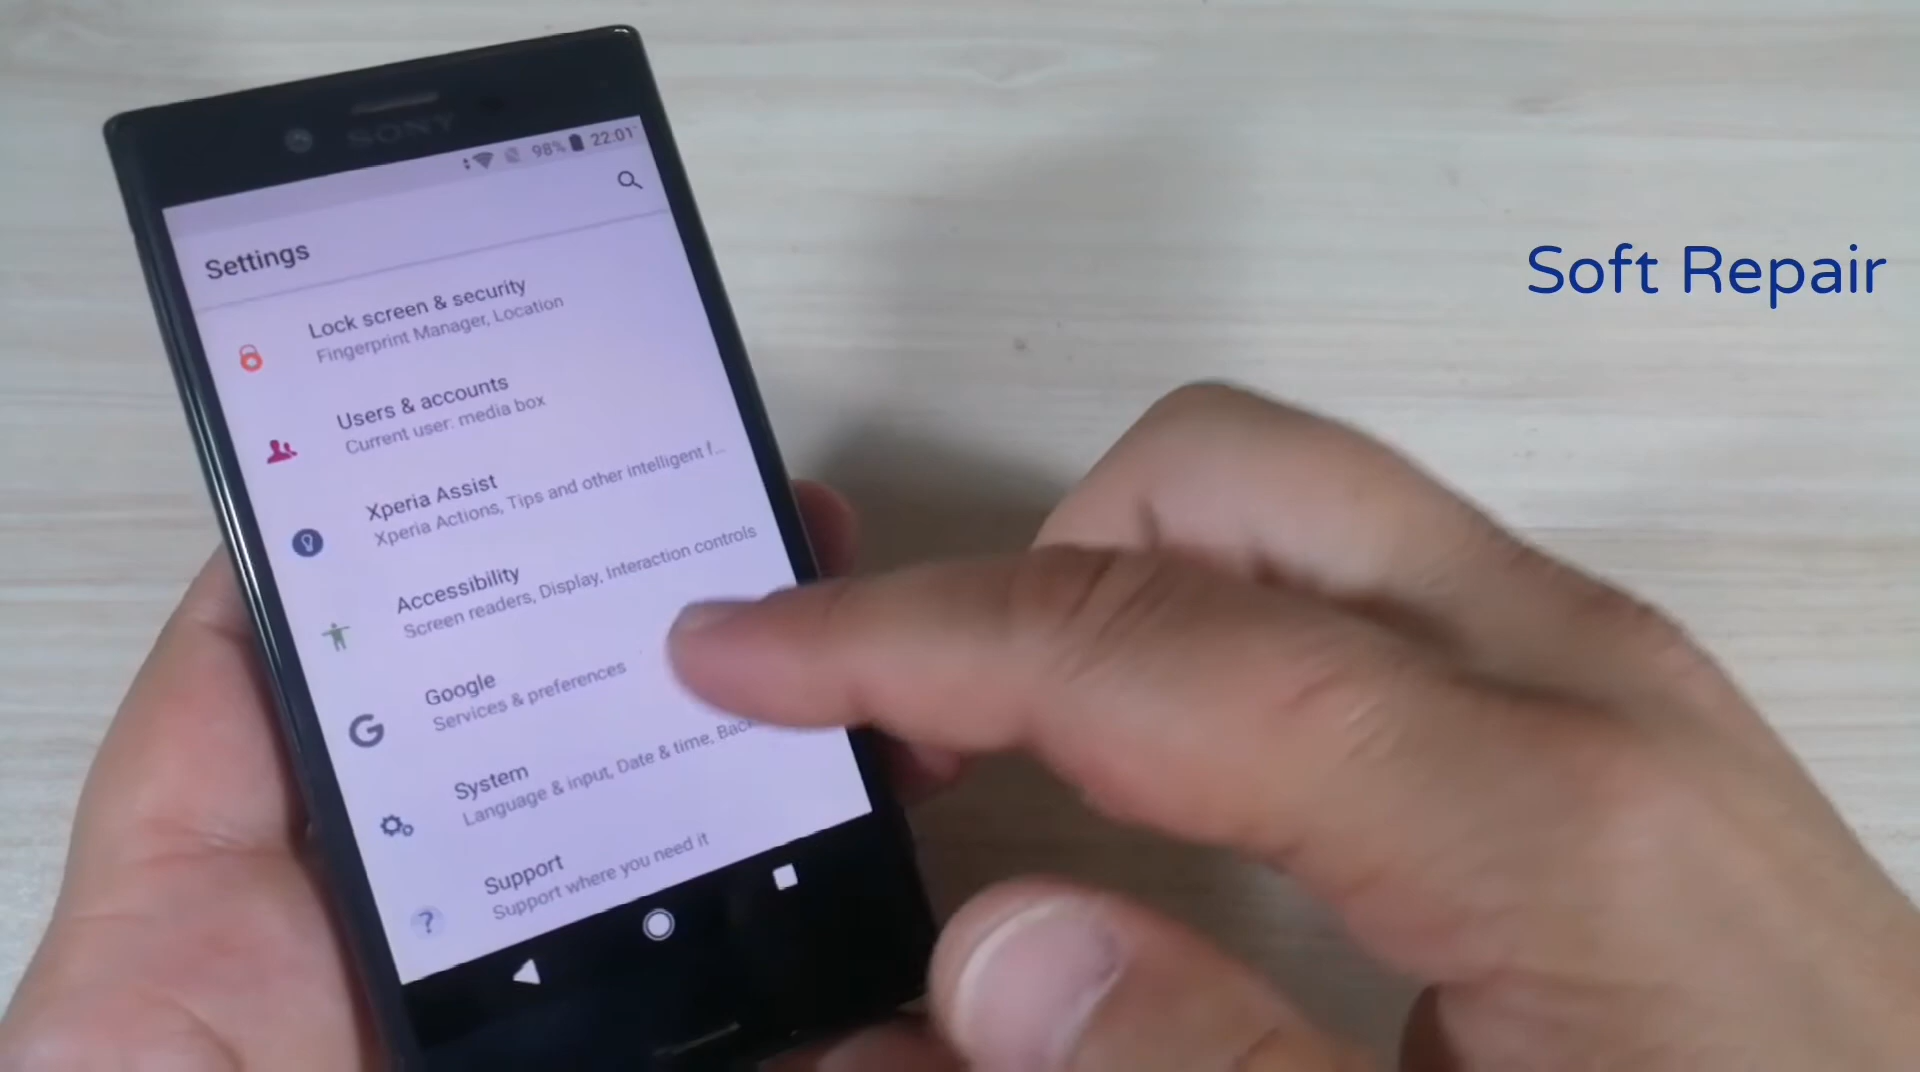 SONY
98% 22:01
Settings
Lock screen & security
Fingerprint Manager, Location
Users & accounts
Current user: media box
Xperia Assist
Xperia Actions, Tips and other intelligent f...
Accessibility
Screen readers, Display, Interaction controls
Google
Services & preferences
System
Language & input, Date & time, Back
Support
Support where you need it
Soft Repair